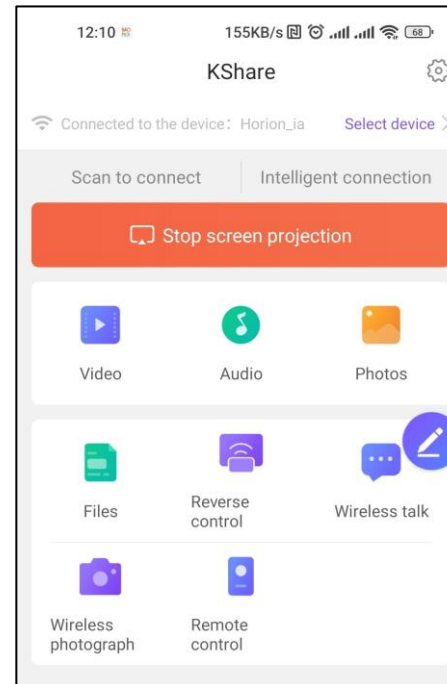 12:10
155KB/s
68
KShare
Connected to the device: Horion_ia
Select device
Scan to connect
Intelligent connection
Stop screen projection
Video
Audio
Photos
Files
Reverse
control
Wireless talk
Wireless
photograph
Remote
control